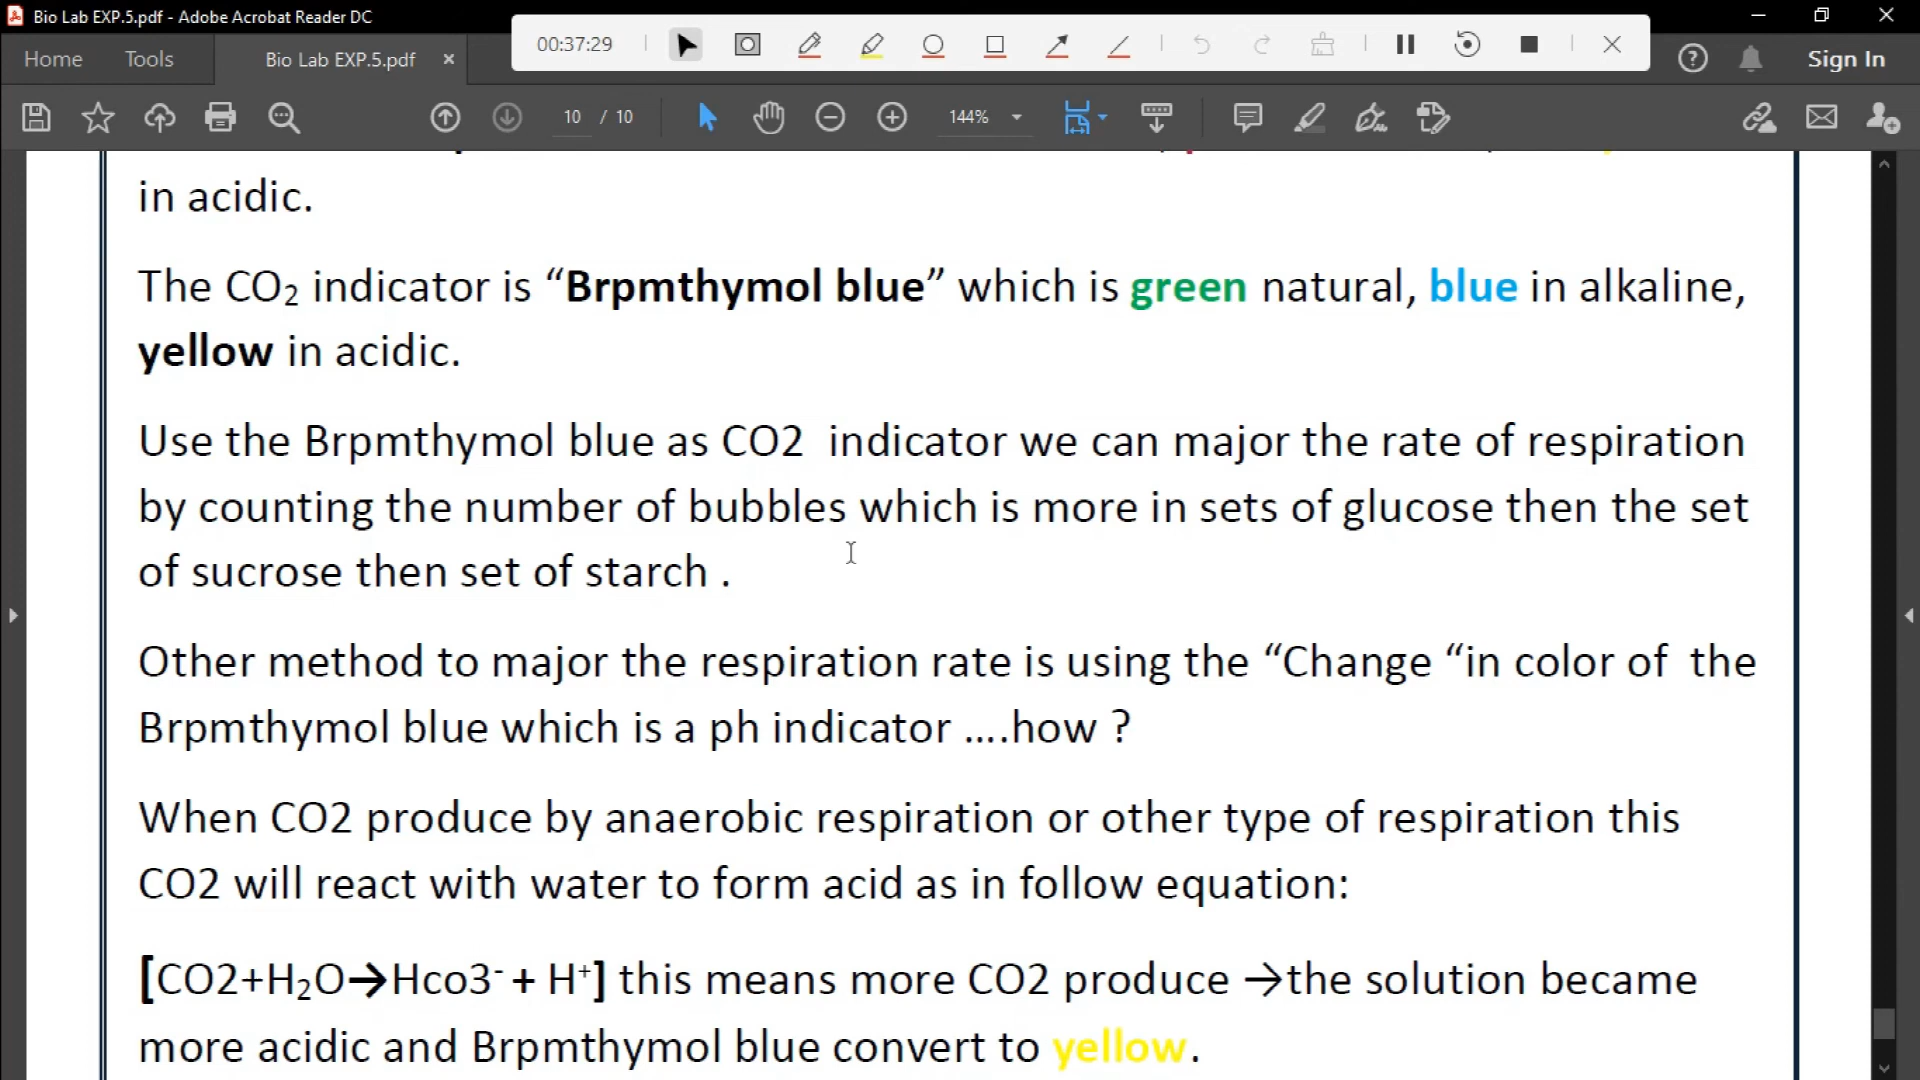 Bio Lab EXP.5.pdf - Adobe Acrobat Reader DC
00:37:29
Home Tools Bio Lab EXP.5.pdf × Sign In
10 / 10 144%
in acidic.
The CO₂ indicator is “Brpmthymol blue” which is green natural, blue in alkaline,
yellow in acidic.
Use the Brpmthymol blue as CO2 indicator we can major the rate of respiration
by counting the number of bubbles which is more in sets of glucose then the set
of sucrose then set of starch .
Other method to major the respiration rate is using the “Change “in color of the
Brpmthymol blue which is a ph indicator ....how ?
When CO2 produce by anaerobic respiration or other type of respiration this
CO2 will react with water to form acid as in follow equation:
[CO2+H₂O→Hco3⁻ + H⁺] this means more CO2 produce →the solution became
more acidic and Brpmthymol blue convert to yellow.